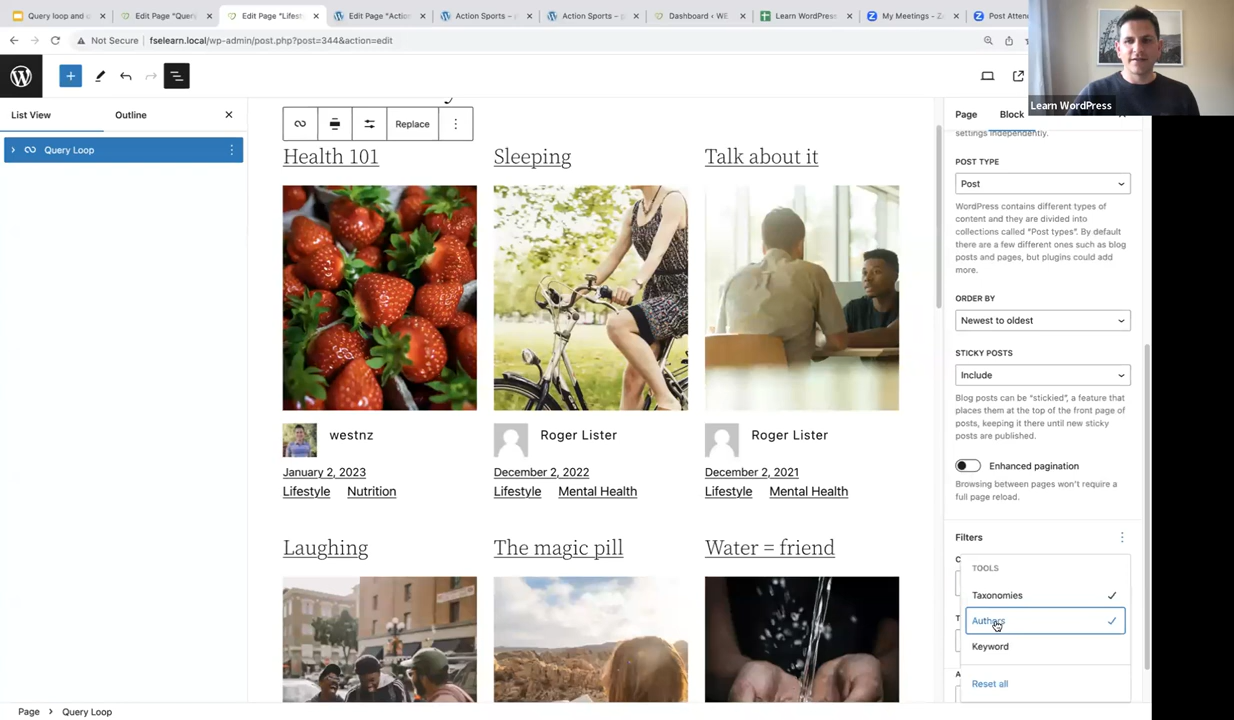 Query loop and c
Edit Page "Quer
Edit Page "Lifest
Edit Page "Actio
Action Sports – 
Action Sports – 
Dashboard ‹ WE
Learn WordPress
My Meetings - Z
Post Attend
Not Secure
fselearn.local/wp-admin/post.php?post=344&action=edit
Learn WordPress
List View
Outline
Query Loop
Replace
Health 101
Sleeping
Talk about it
westnz
Roger Lister
Roger Lister
January 2, 2023
December 2, 2022
December 2, 2021
Lifestyle Nutrition
Lifestyle Mental Health
Lifestyle Mental Health
Laughing
The magic pill
Water = friend
Page
Block
settings independently.
POST TYPE
Post
WordPress contains different types of
content and they are divided into
collections called "Post types". By default
there are a few different ones such as blog
posts and pages, but plugins could add
more.
ORDER BY
Newest to oldest
STICKY POSTS
Include
Blog posts can be "stickied", a feature that
places them at the top of the front page of
posts, keeping it there until new sticky
posts are published.
Enhanced pagination
Browsing between pages won't require a
full page reload.
Filters
TOOLS
Taxonomies
Authors
Keyword
Reset all
Page > Query Loop